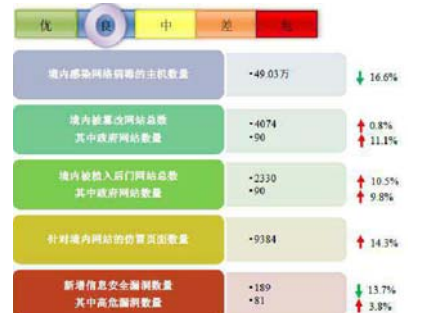 优 良 中 差 危
境内感染网络病毒的主机数量 •49.03万 16.6%
境内被篡改网站总数 •4074 0.8%
其中政府网站数量 •90 11.1%
境内被植入后门网站总数 •2330 10.5%
其中政府网站数量 •90 9.8%
针对境内网站的仿冒页面数量 •9384 14.3%
新增信息安全漏洞数量 •189 13.7%
其中高危漏洞数量 •81 3.8%